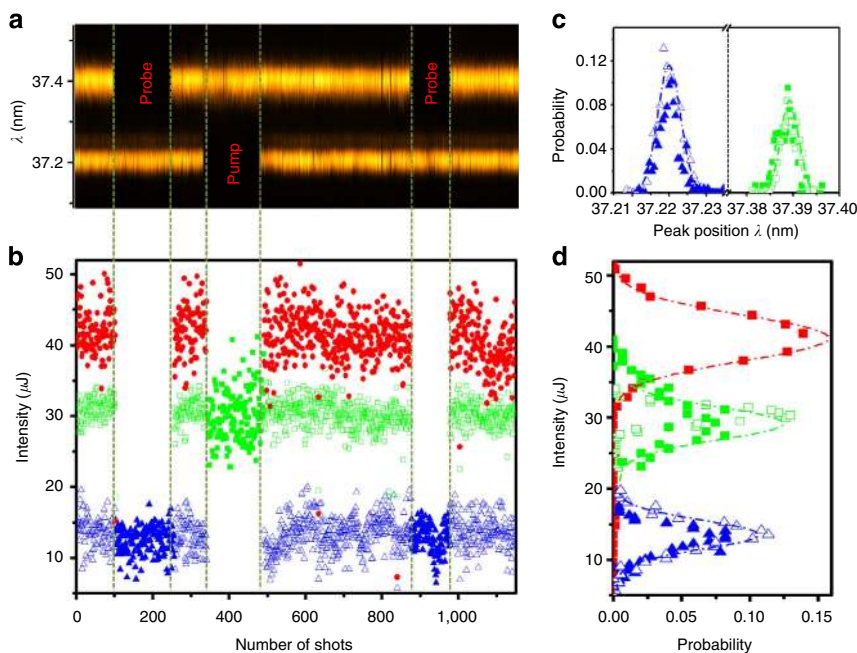 a
37.4
37.2
λ (nm)
Probe
Pump
Probe
b
50
40
30
20
10
Intensity (μJ)
0 200 400 600 800 1,000
Number of shots
c
0.12
0.08
0.04
0.00
Probability
37.21 37.22 37.23 37.38 37.39 37.40
Peak position λ (nm)
d
50
40
30
20
10
Intensity (μJ)
0.00 0.05 0.10 0.15
Probability